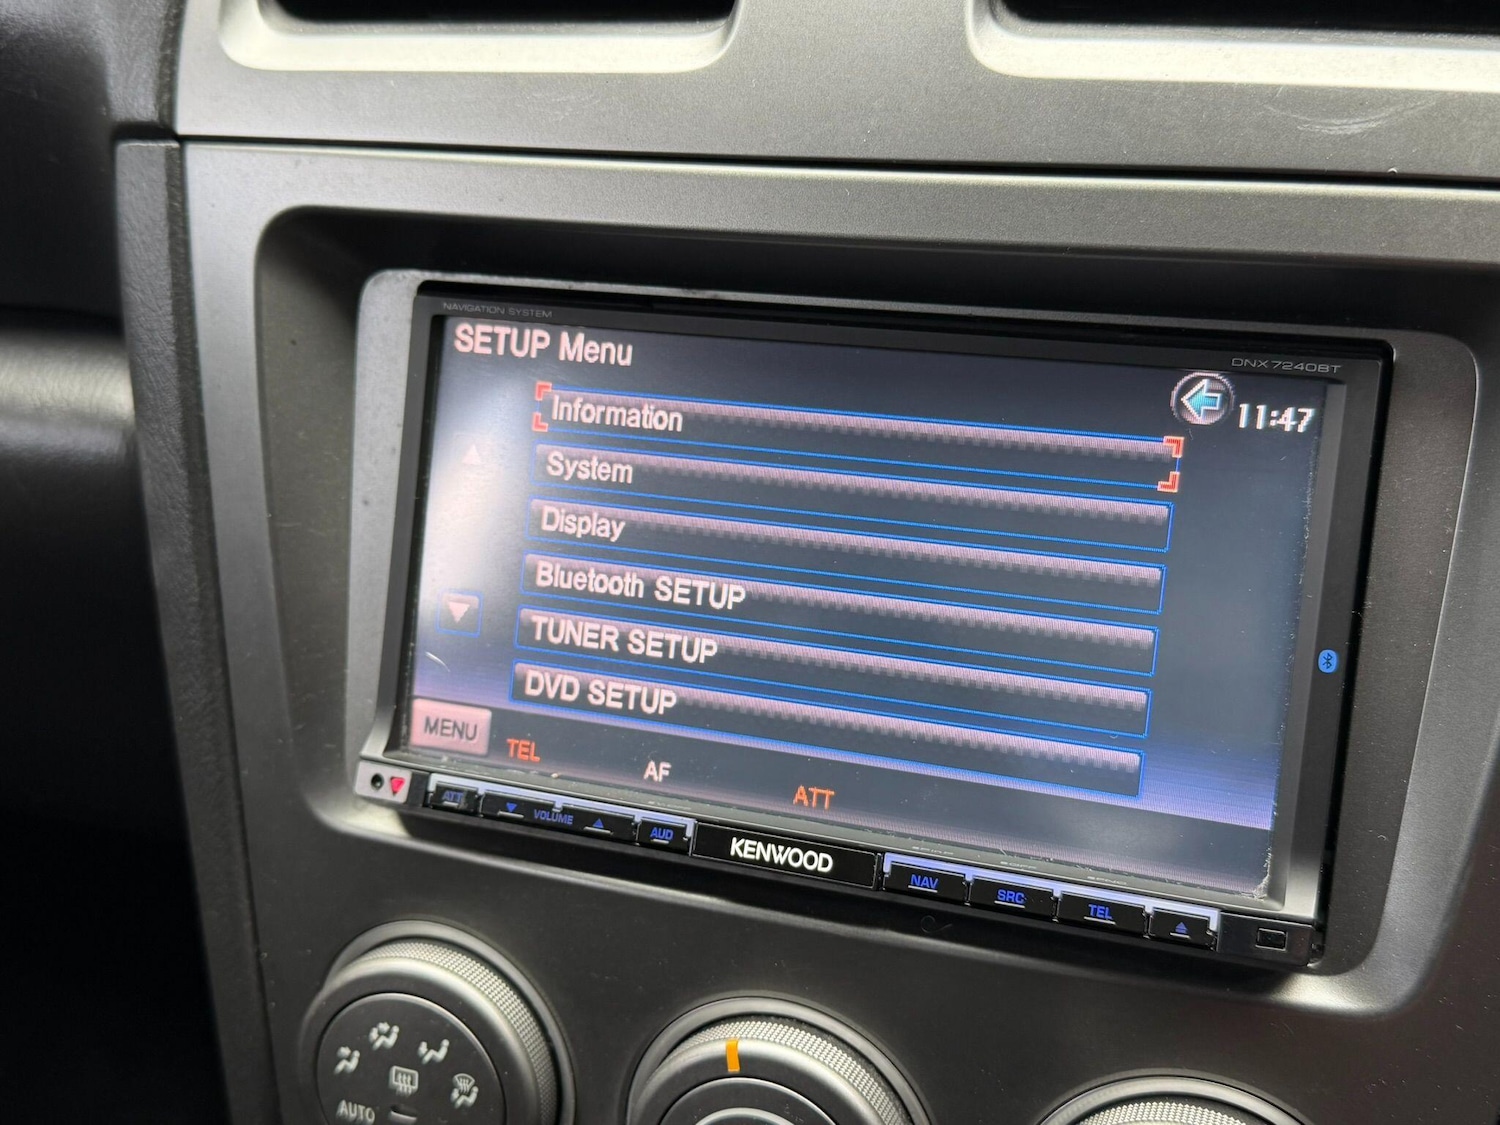 NAVIGATION SYSTEM
DNX7240BT
SETUP Menu
11:47
Information
System
Display
Bluetooth SETUP
TUNER SETUP
DVD SETUP
MENU
TEL
AF
ATT
ATT
VOLUME
AUD
KENWOOD
NAV
SRC
TEL
AUTO